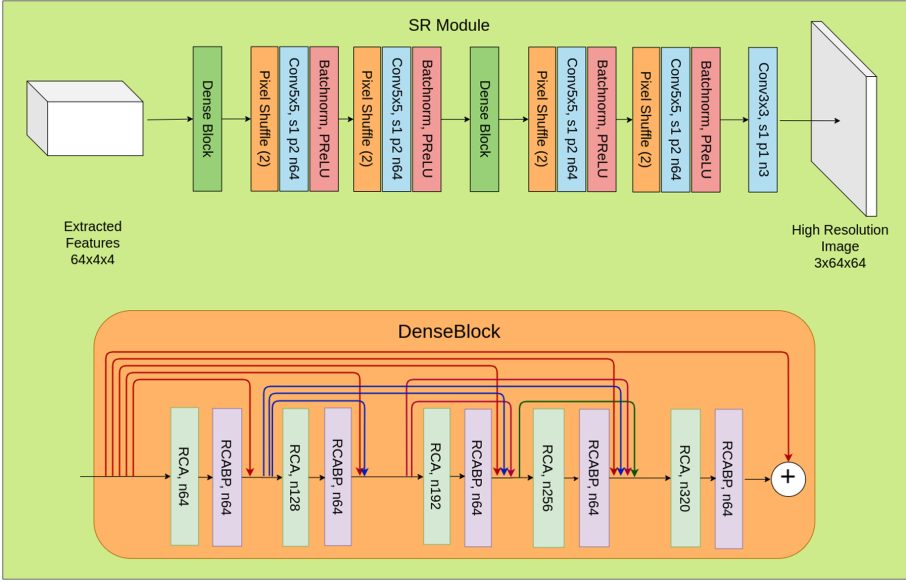 SR Module
Dense Block
Pixel Shuffle (2)
Conv5x5, s1 p2 n64
Batchnorm, PReLU
Pixel Shuffle (2)
Conv5x5, s1 p2 n64
Batchnorm, PReLU
Dense Block
Pixel Shuffle (2)
Conv5x5, s1 p2 n64
Batchnorm, PReLU
Pixel Shuffle (2)
Conv5x5, s1 p2 n64
Batchnorm, PReLU
Conv3x3, s1 p1 n3
Extracted
Features
64x4x4
High Resolution
Image
3x64x64
DenseBlock
RCA, n64
RCABP, n64
RCA, n128
RCABP, n64
RCA, n192
RCABP, n64
RCA, n256
RCABP, n64
RCA, n320
RCABP, n64
+